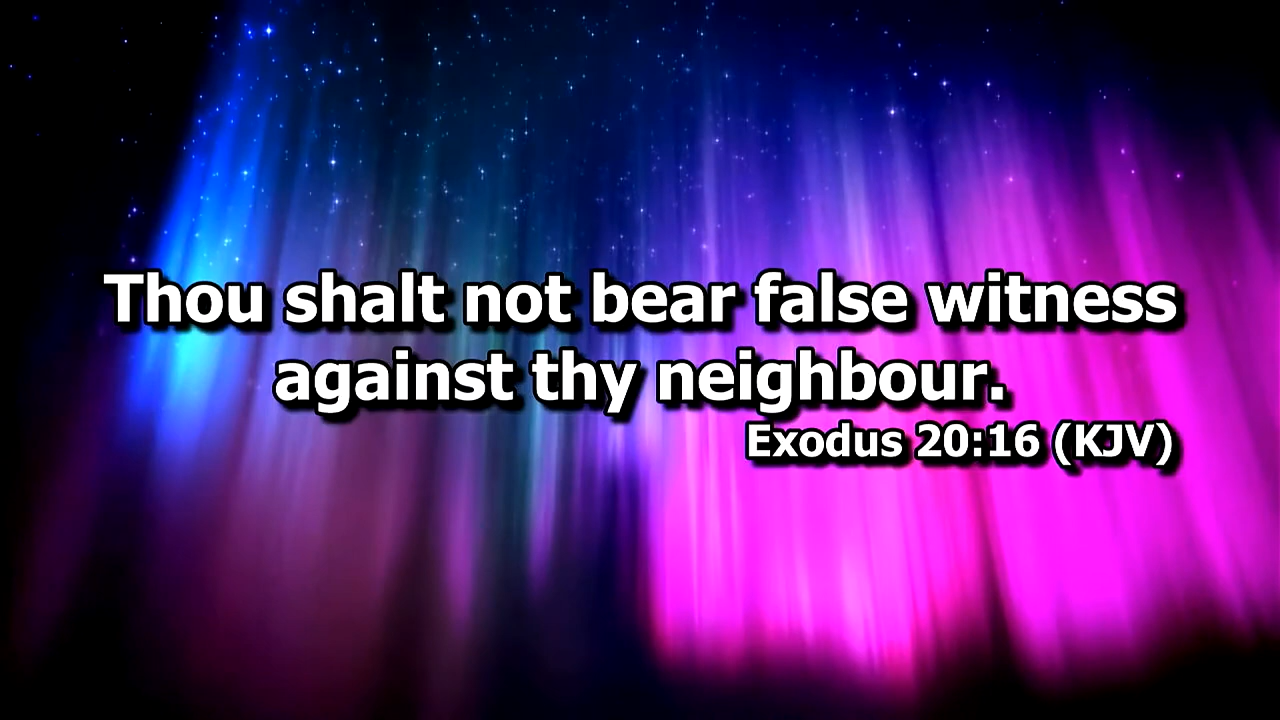 Thou shalt not bear false witness
against thy neighbour.
Exodus 20:16 (KJV)